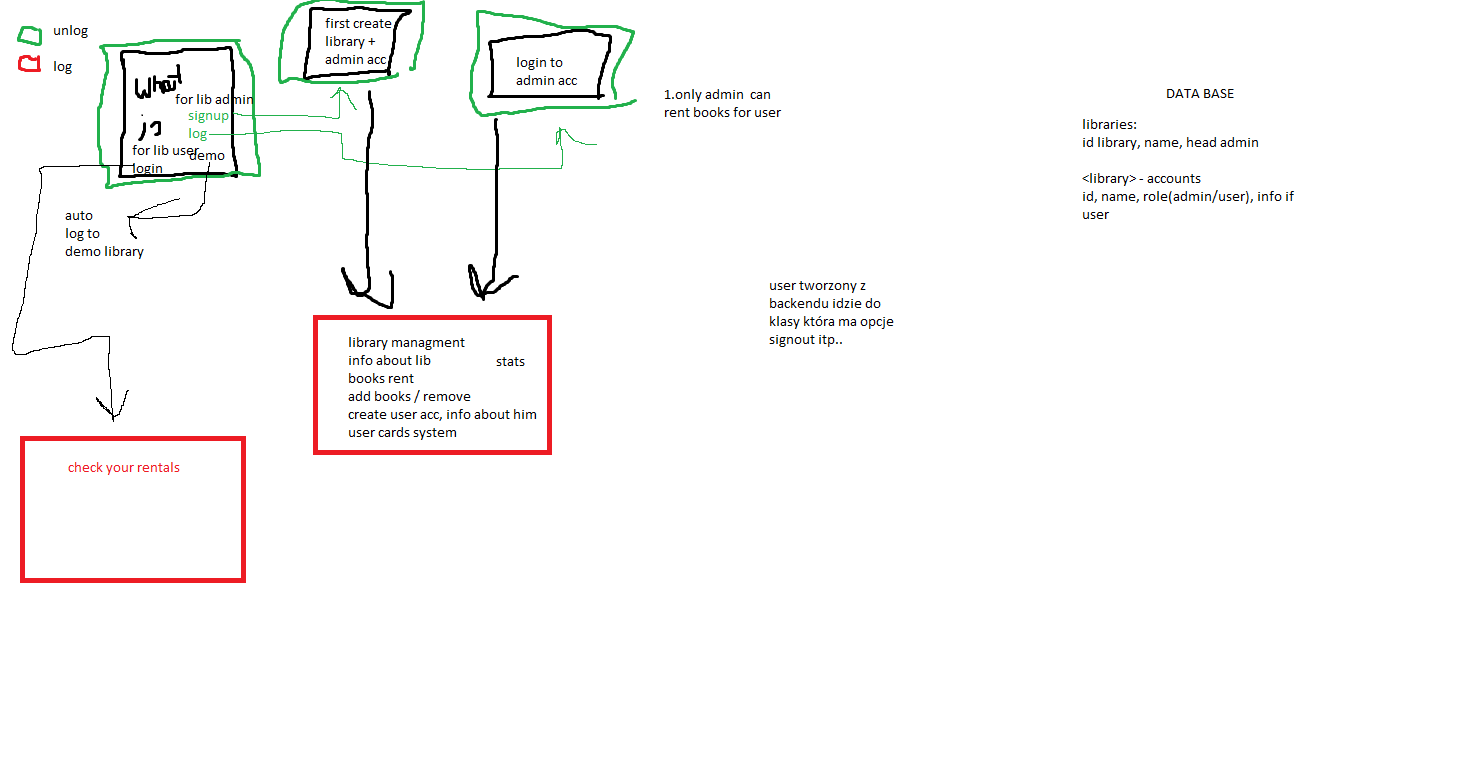 unlog
log
What
is
for lib admin
signup
log
for lib user
demo
login
auto
log to
demo library
first create
library +
admin acc
login to
admin acc
1.only admin can
rent books for user
DATA BASE
libraries:
id library, name, head admin
<library> - accounts
id, name, role(admin/user), info if
user
user tworzony z
backendu idzie do
klasy która ma opcje
signout itp..
library managment
info about lib
stats
books rent
add books / remove
create user acc, info about him
user cards system
check your rentals